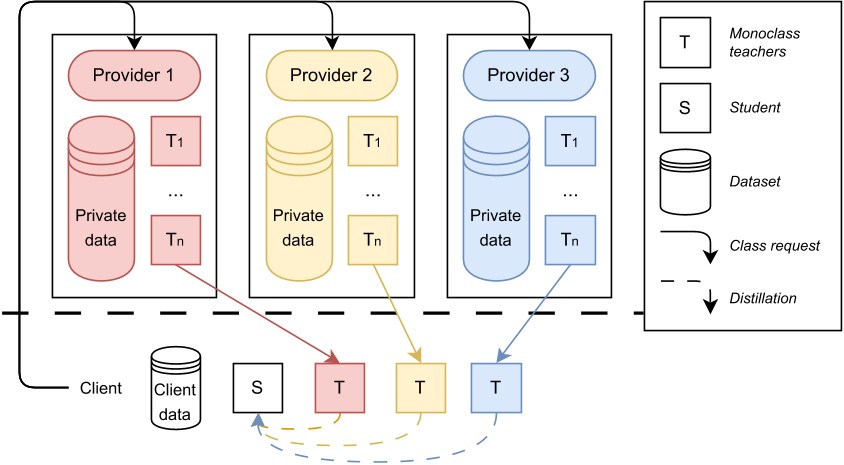 Provider 1
Provider 2
Provider 3
T1
T1
T1
...
...
...
Private
data
Private
data
Private
data
Tn
Tn
Tn
T
Monoclass
teachers
S
Student
Dataset
Class request
Distillation
Client
Client
data
S
T
T
T